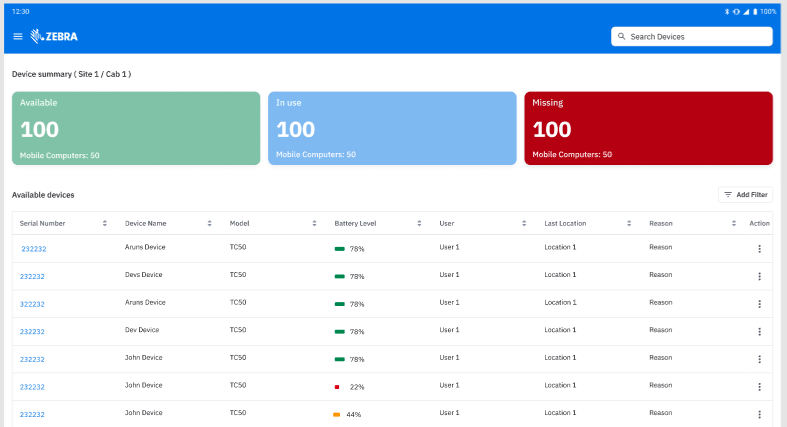 12:30 100%
ZEBRA Search Devices
Device summary ( Site 1 / Cab 1 )
Available In use Missing
100 100 100
Mobile Computers: 50 Mobile Computers: 50 Mobile Computers: 50
Available devices Add Filter
Serial Number Device Name Model Battery Level User Last Location Reason Action
232232 Aruns Device TC50 78% User 1 Location 1 Reason
232232 Devs Device TC50 78% User 1 Location 1 Reason
322232 Aruns Device TC50 78% User 1 Location 1 Reason
232232 Dev Device TC50 78% User 1 Location 1 Reason
232232 John Device TC50 78% User 1 Location 1 Reason
232232 John Device TC50 22% User 1 Location 1 Reason
232232 John Device TC50 44% User 1 Location 1 Reason